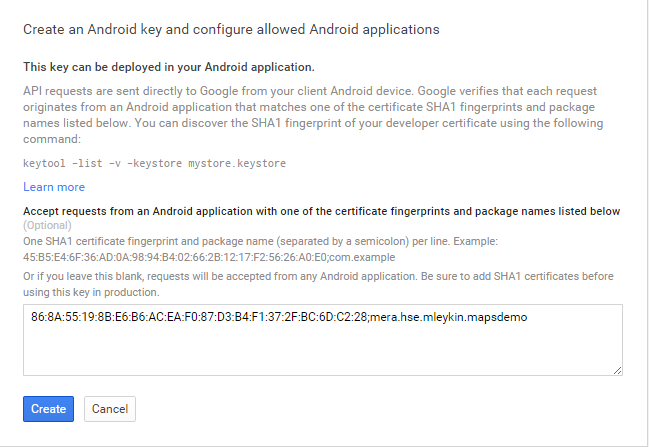 Create an Android key and configure allowed Android applications
This key can be deployed in your Android application.
API requests are sent directly to Google from your client Android device. Google verifies that each request
originates from an Android application that matches one of the certificate SHA1 fingerprints and package
names listed below. You can discover the SHA1 fingerprint of your developer certificate using the following
command:
keytool -list -v -keystore mystore.keystore
Learn more
Accept requests from an Android application with one of the certificate fingerprints and package names listed below
(Optional)
One SHA1 certificate fingerprint and package name (separated by a semicolon) per line. Example:
45:B5:E4:6F:36:AD:0A:98:94:B4:02:66:2B:12:17:F2:56:26:A0:E0;com.example
Or if you leave this blank, requests will be accepted from any Android application. Be sure to add SHA1 certificates before
using this key in production.
86:8A:55:19:8B:E6:B6:AC:EA:F0:87:D3:B4:F1:37:2F:BC:6D:C2:28;mera.hse.mleykin.mapsdemo
Create Cancel